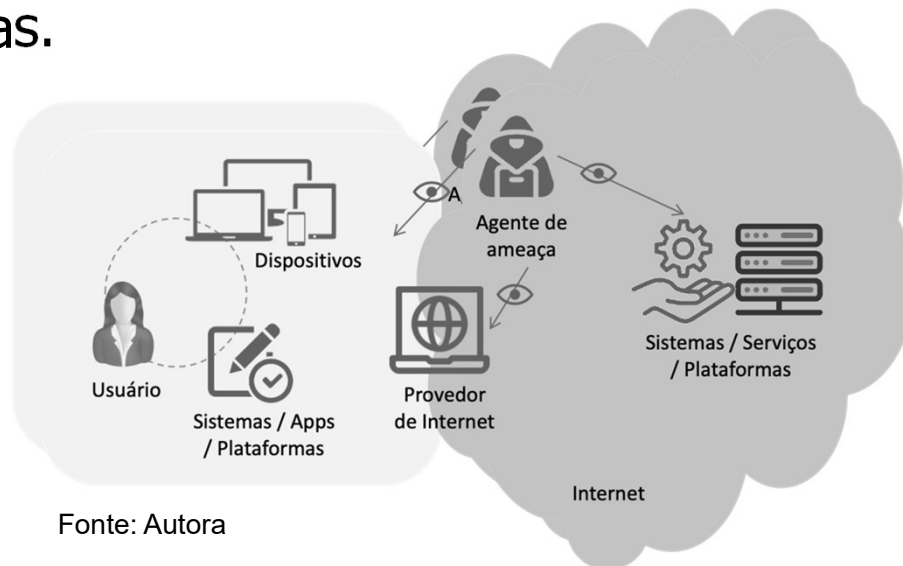 as.
A
Agente de
ameaça
Dispositivos
Sistemas / Serviços
/ Plataformas
Usuário
Provedor
de Internet
Sistemas / Apps
/ Plataformas
Internet
Fonte: Autora